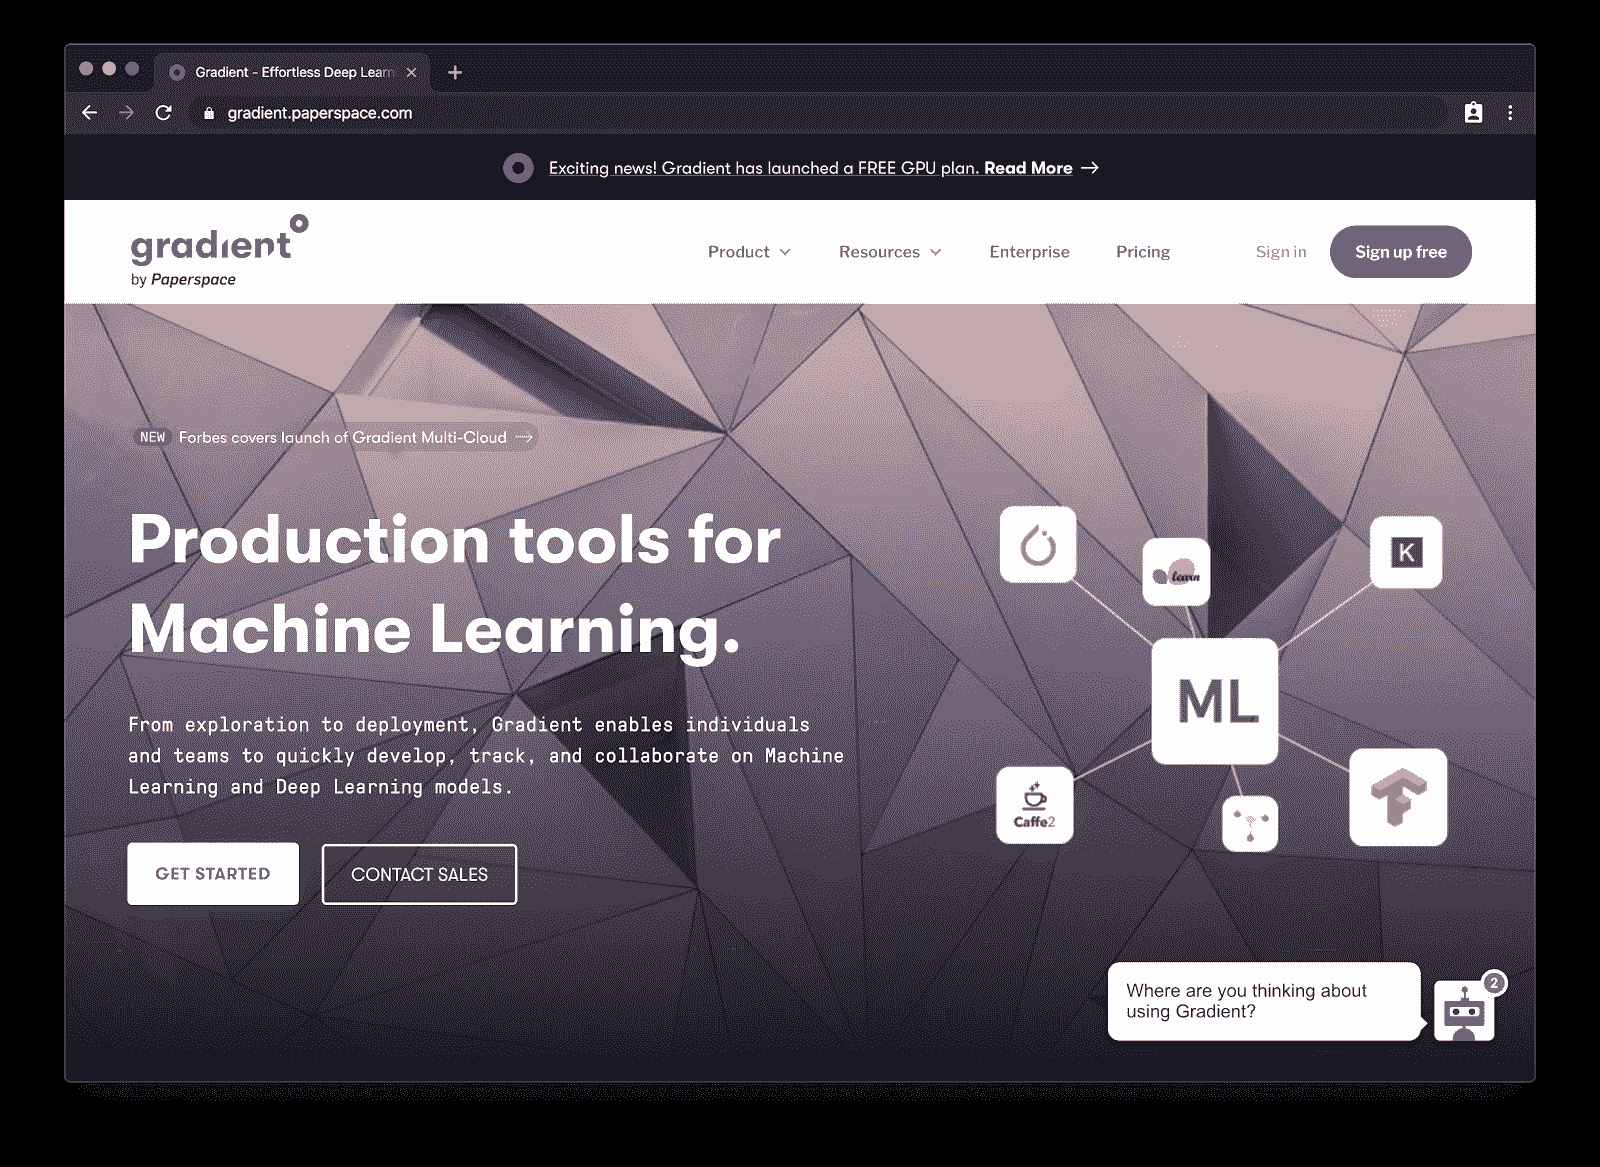 Gradient - Effortless Deep Learn
gradient.paperspace.com
Exciting news! Gradient has launched a FREE GPU plan. Read More →
gradient
by Paperspace
Product
Resources
Enterprise
Pricing
Sign in
Sign up free
NEW Forbes covers launch of Gradient Multi-Cloud →
Production tools for
Machine Learning.
From exploration to deployment, Gradient enables individuals
and teams to quickly develop, track, and collaborate on Machine
Learning and Deep Learning models.
GET STARTED
CONTACT SALES
learn
K
ML
Caffe2
Where are you thinking about
using Gradient?
2